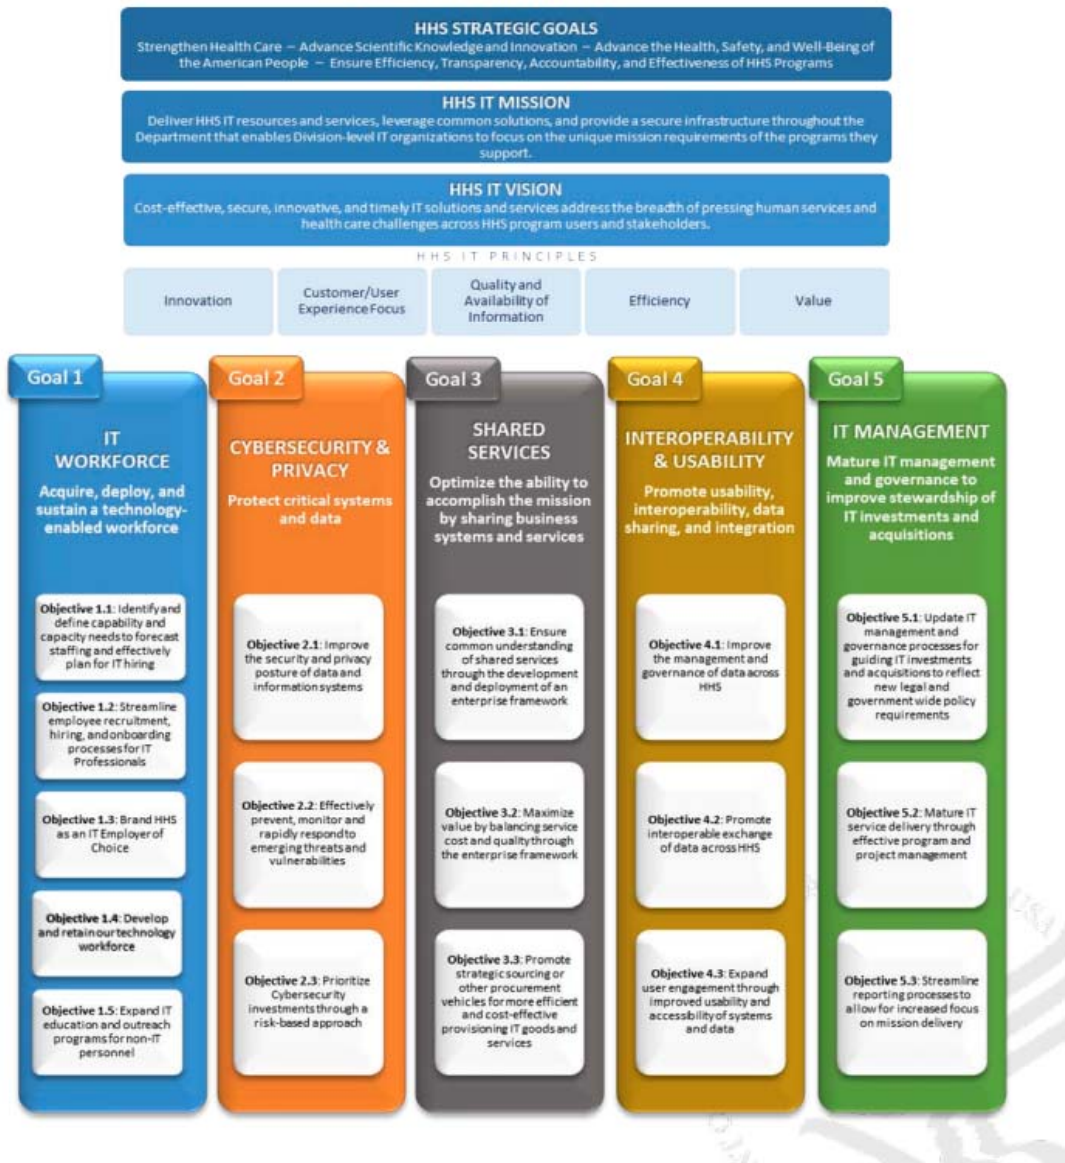 HHS STRATEGIC GOALS
Strengthen Health Care – Advance Scientific Knowledge and Innovation – Advance the Health, Safety, and Well-Being of
the American People – Ensure Efficiency, Transparency, Accountability, and Effectiveness of HHS Programs
HHS IT MISSION
Deliver HHS IT resources and services, leverage common solutions, and provide a secure infrastructure throughout the
Department that enables Division-level IT organizations to focus on the unique mission requirements of the programs they
support.
HHS IT VISION
Cost-effective, secure, innovative, and timely IT solutions and services address the breadth of pressing human services and
health care challenges across HHS program users and stakeholders.
HHS IT PRINCIPLES
Innovation
Customer/User
Experience Focus
Quality and
Availability of
Information
Efficiency
Value
Goal 1
IT
WORKFORCE
Acquire, deploy, and
sustain a technology-
enabled workforce
Objective 1.1: Identify and
define capability and
capacity needs to forecast
staffing and effectively
plan for IT hiring
Objective 1.2: Streamline
employee recruitment,
hiring, and onboarding
processes for IT
Professionals
Objective 1.3: Brand HHS
as an IT Employer of
Choice
Objective 1.4: Develop
and retain our technology
workforce
Objective 1.5: Expand IT
education and outreach
programs for non-IT
personnel
Goal 2
CYBERSECURITY &
PRIVACY
Protect critical systems
and data
Objective 2.1: Improve
the security and privacy
posture of data and
information systems
Objective 2.2: Effectively
prevent, monitor and
rapidly respond to
emerging threats and
vulnerabilities
Objective 2.3: Prioritize
Cybersecurity
investments through a
risk-based approach
Goal 3
SHARED
SERVICES
Optimize the ability to
accomplish the mission
by sharing business
systems and services
Objective 3.1: Ensure
common understanding
of shared services
through the development
and deployment of an
enterprise framework
Objective 3.2: Maximize
value by balancing service
cost and quality through
the enterprise framework
Objective 3.3: Promote
strategic sourcing or
other procurement
vehicles for more efficient
and cost-effective
provisioning IT goods and
services
Goal 4
INTEROPERABILITY
& USABILITY
Promote usability,
interoperability, data
sharing, and integration
Objective 4.1: Improve
the management and
governance of data across
HHS
Objective 4.2: Promote
interoperable exchange
of data across HHS
Objective 4.3: Expand
user engagement through
improved usability and
accessibility of systems
and data
Goal 5
IT MANAGEMENT
Mature IT management
and governance to
improve stewardship of
IT investments and
acquisitions
Objective 5.1: Update IT
management and
governance processes for
guiding IT investments
and acquisitions to reflect
new legal and
government wide policy
requirements
Objective 5.2: Mature IT
service delivery through
effective program and
project management
Objective 5.3: Streamline
reporting processes to
allow for increased focus
on mission delivery
USA